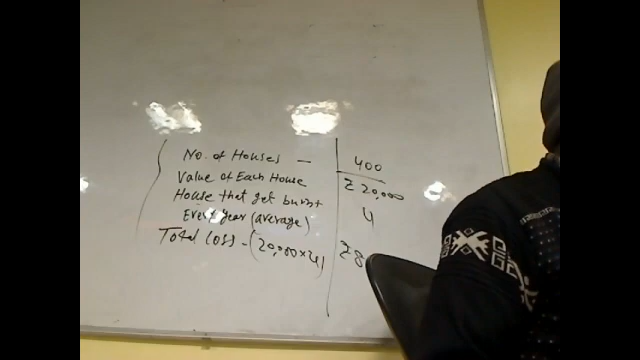 No. of Houses - 400
Value of Each House ₹ 20,000
House that get burnt
Every year (average) 4
Total loss - (20,000 x 4) ₹ 8